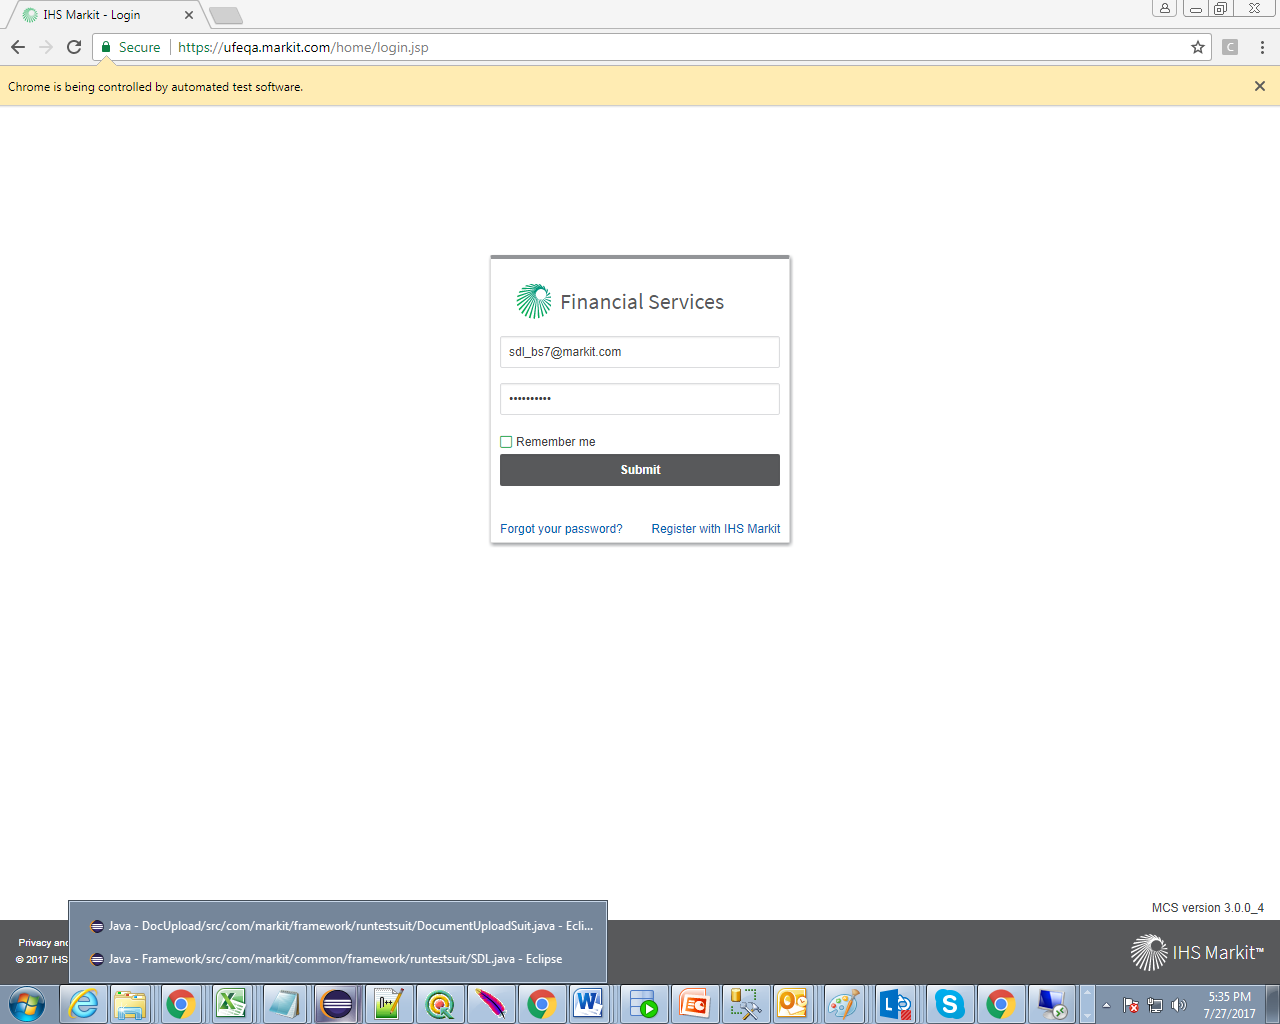 IHS Markit - Login
Secure
https://ufeqa.markit.com/home/login.jsp
C
Chrome is being controlled by automated test software.
Financial Services
sdl_bs7@markit.com
••••••••••
Remember me
Submit
Forgot your password?
Register with IHS Markit
MCS version 3.0.0_4
Java - DocUpload/src/com/markit/framework/runtestsuit/DocumentUploadSuit.java - Ecli...
Privacy and
Java - Framework/src/com/markit/common/framework/runtestsuit/SDL.java - Eclipse
© 2017 IHS
IHS Markit™
5:35 PM
7/27/2017